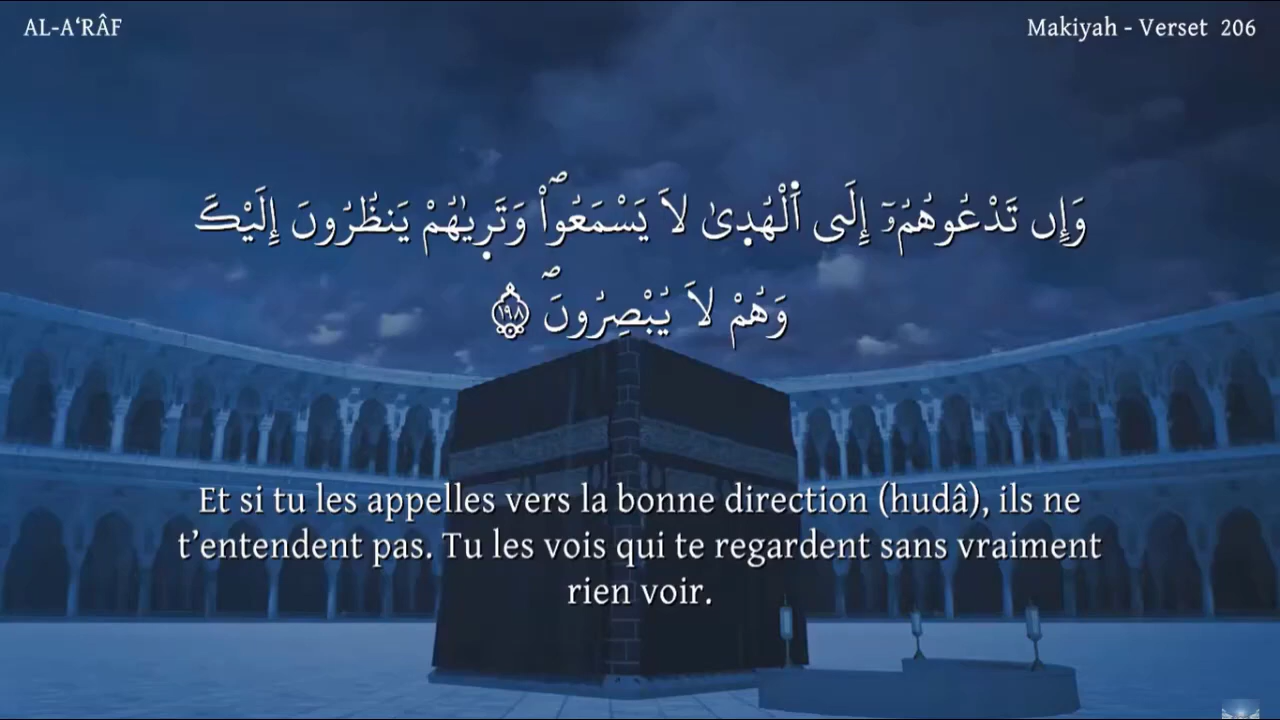 AL-A‘RÂF
Makiyah - Verset 206
وَإِن تَدْعُوهُمُۥٓ إِلَى اَ۬لْهُد۪ىٰ لَا يَسْمَعُواْۖ وَتَر۪يٰهُمْ يَنظُرُونَ إِلَيْكَ
وَهُمْ لَا يُبْصِرُونَۖ ١٩٨
Et si tu les appelles vers la bonne direction (hudâ), ils ne
t’entendent pas. Tu les vois qui te regardent sans vraiment
rien voir.